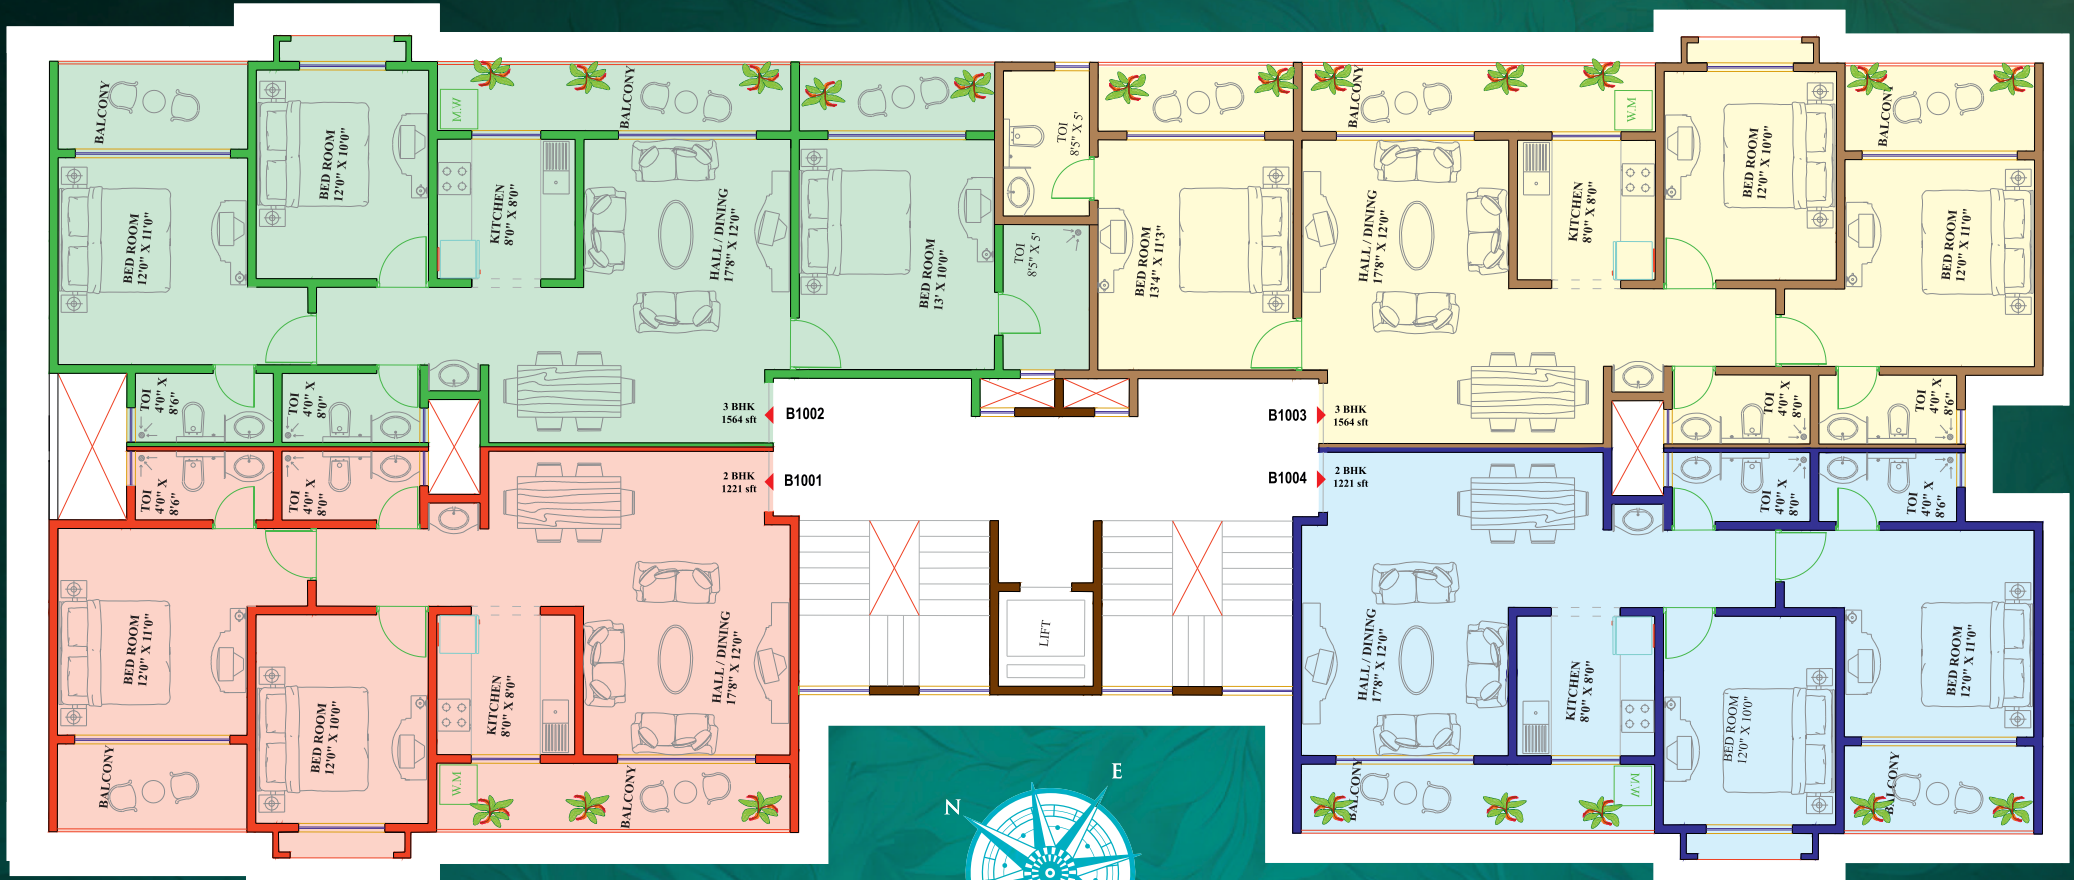 BALCONY
BED ROOM
12'0" X 10'0"
M.W
BALCONY
TOI
8'5" X 5'
BALCONY
W.M
BED ROOM
12'0" X 10'0"
BALCONY
BED ROOM
12'0" X 11'0"
KITCHEN
8'0" X 8'0"
HALL / DINING
17'8" X 12'0"
BED ROOM
13' X 10'0"
TOI
8'5" X 5'
BED ROOM
13'4" X 11'3"
HALL / DINING
17'8" X 12'0"
KITCHEN
8'0" X 8'0"
BED ROOM
12'0" X 11'0"
TOI
4'0" X
8'6"
TOI
4'0" X
8'0"
3 BHK
1564 sft
B1002
B1003
3 BHK
1564 sft
TOI
4'0" X
8'0"
TOI
4'0" X
8'6"
TOI
4'0" X
8'6"
TOI
4'0" X
8'0"
2 BHK
1221 sft
B1001
B1004
2 BHK
1221 sft
TOI
4'0" X
8'0"
TOI
4'0" X
8'6"
BED ROOM
12'0" X 11'0"
BED ROOM
12'0" X 10'0"
KITCHEN
8'0" X 8'0"
HALL / DINING
17'8" X 12'0"
LIFT
HALL / DINING
17'8" X 12'0"
KITCHEN
8'0" X 8'0"
BED ROOM
12'0" X 10'0"
BED ROOM
12'0" X 11'0"
BALCONY
W.M
BALCONY
BALCONY
M.W
BALCONY
E
N